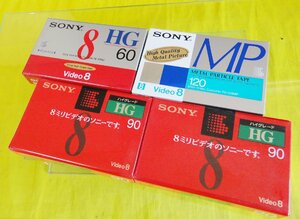 SONY
8 HG
60
Video 8
SONY
High Quality
Metal Picture
MP
METAL PARTICLE TAPE
120
Video 8
SONY
ハイグレード
HG
8ミリビデオのソニーです。
90
8
Video 8
SONY
ハイグレード
HG
8ミリビデオのソニーです。
90
8
Video 8